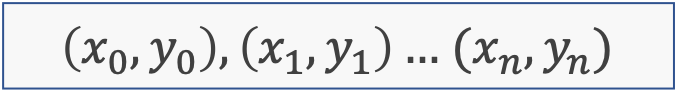 (x₀, y₀), (x₁, y₁) … (xₙ, yₙ)